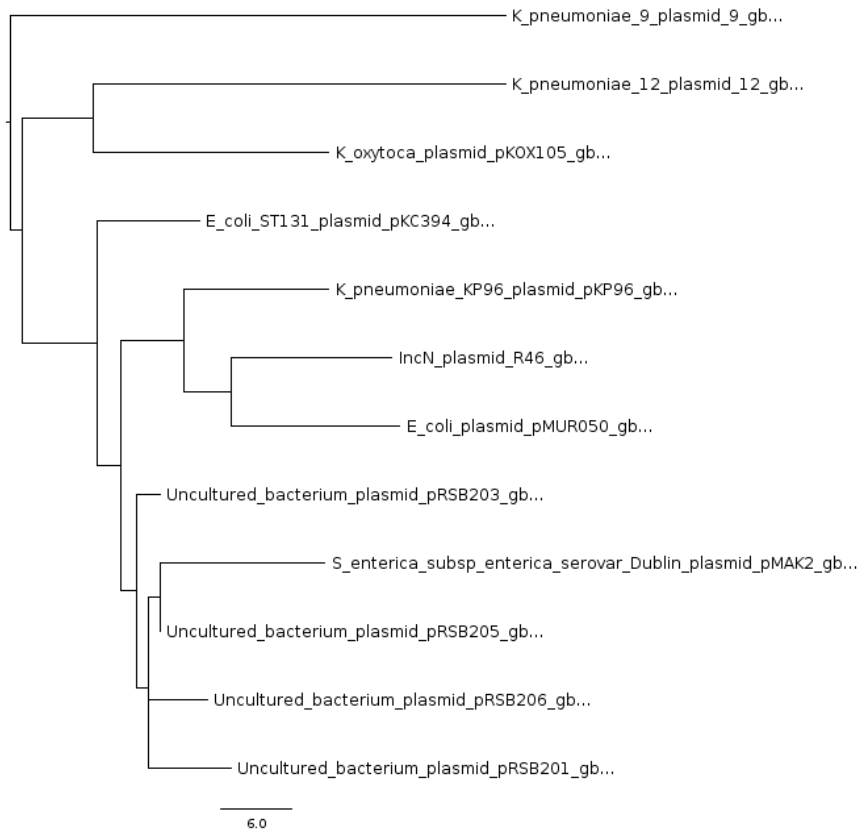 K_pneumoniae_9_plasmid_9_gb...
K_pneumoniae_12_plasmid_12_gb...
K_oxytoca_plasmid_pKOX105_gb...
E_coli_ST131_plasmid_pKC394_gb...
K_pneumoniae_KP96_plasmid_pKP96_gb...
IncN_plasmid_R46_gb...
E_coli_plasmid_pMUR050_gb...
Uncultured_bacterium_plasmid_pRSB203_gb...
S_enterica_subsp_enterica_serovar_Dublin_plasmid_pMAK2_gb...
Uncultured_bacterium_plasmid_pRSB205_gb...
Uncultured_bacterium_plasmid_pRSB206_gb...
Uncultured_bacterium_plasmid_pRSB201_gb...
6.0